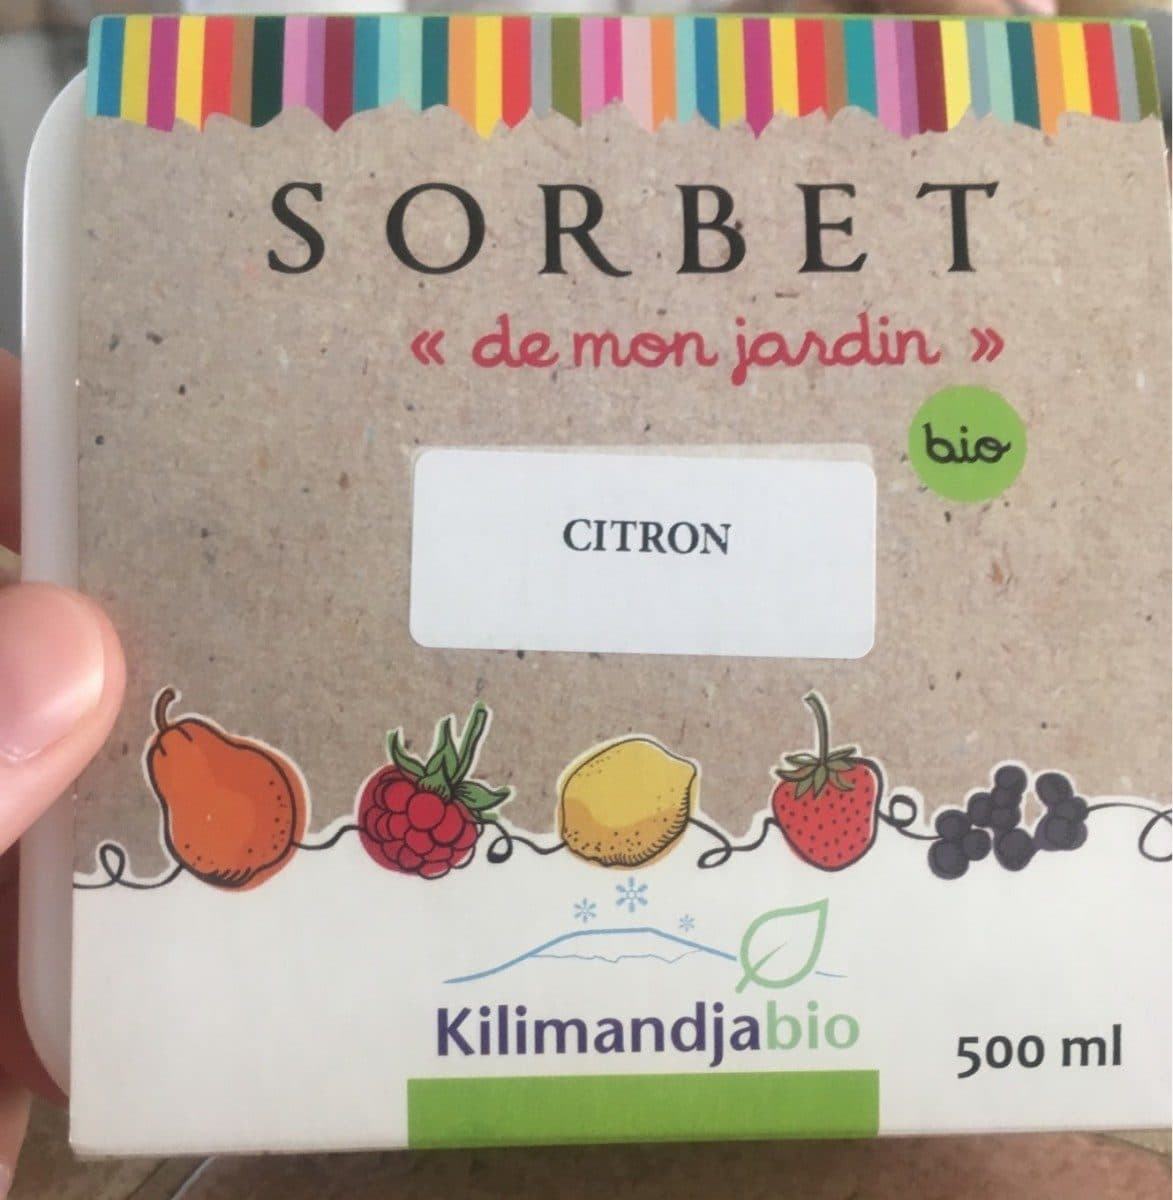 SORBET
« de mon jardin »
bio
CITRON
Kilimandjabio
500 ml